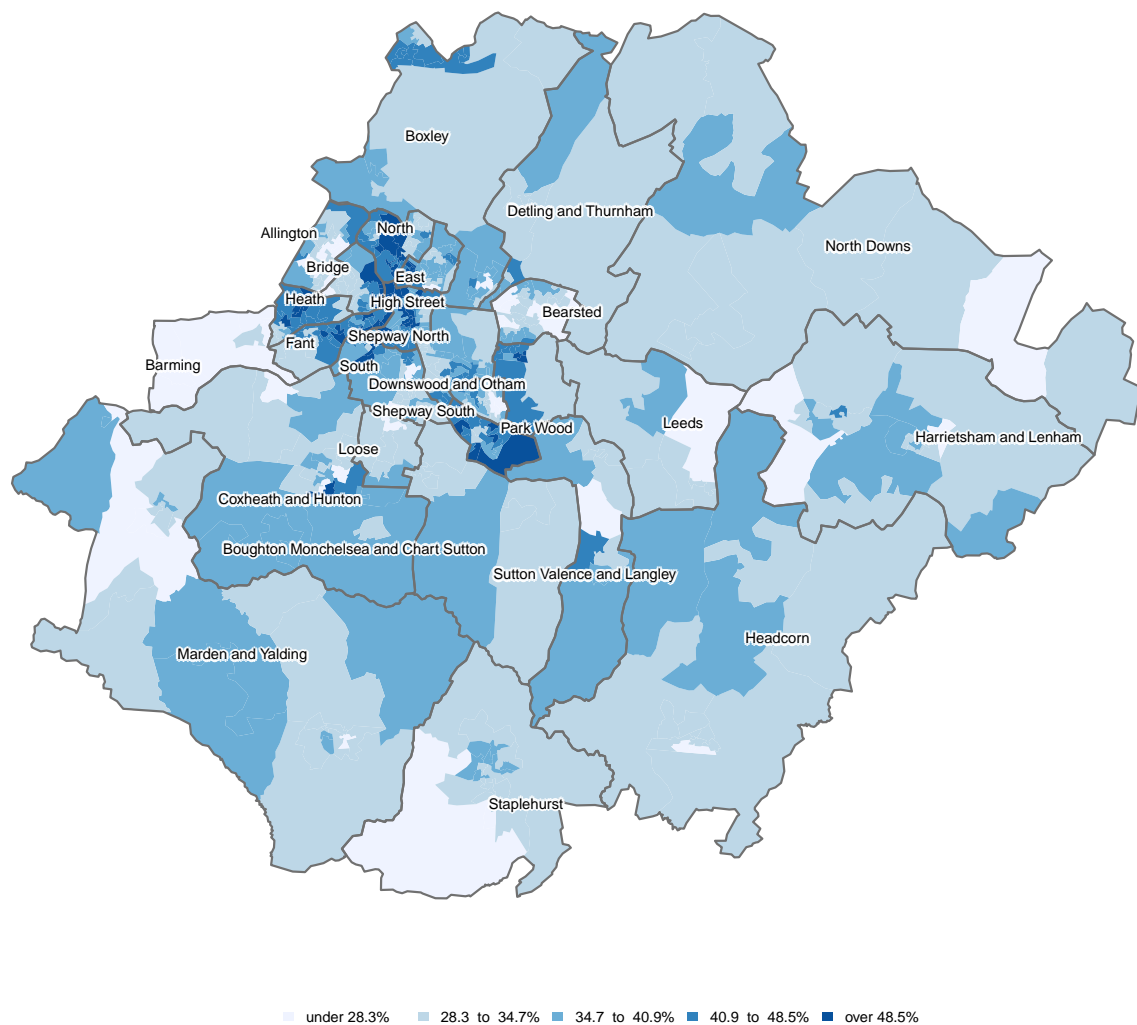 Boxley
Detling and Thurnham
North
Allington
North Downs
Bridge
East
Heath
High Street
Bearsted
Shepway North
Fant
Barming
South
Downswood and Otham
Shepway South
Leeds
Park Wood
Harrietsham and Lenham
Loose
Coxheath and Hunton
Boughton Monchelsea and Chart Sutton
Sutton Valence and Langley
Headcorn
Marden and Yalding
Staplehurst
under 28.3% 28.3 to 34.7% 34.7 to 40.9% 40.9 to 48.5% over 48.5%